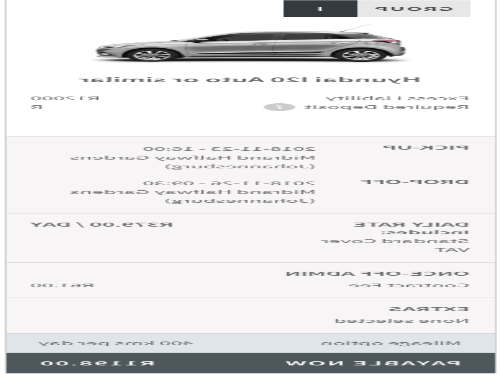 GROUP I
Hyundai I20 Auto or similar
Excess Liability R12000
Required Deposit i R
PICK-UP 2018-11-23 - 16:00
Midrand Halfway Gardens
(Johannesburg)
DROP-OFF 2018-11-26 - 09:30
Midrand Halfway Gardens
(Johannesburg)
DAILY RATE R379.00 / DAY
Includes:
Standard Cover
VAT
ONCE-OFF ADMIN
Contract Fee R61.00
EXTRAS
None selected
Mileage option 400 kms per day
PAYABLE NOW R1198.00